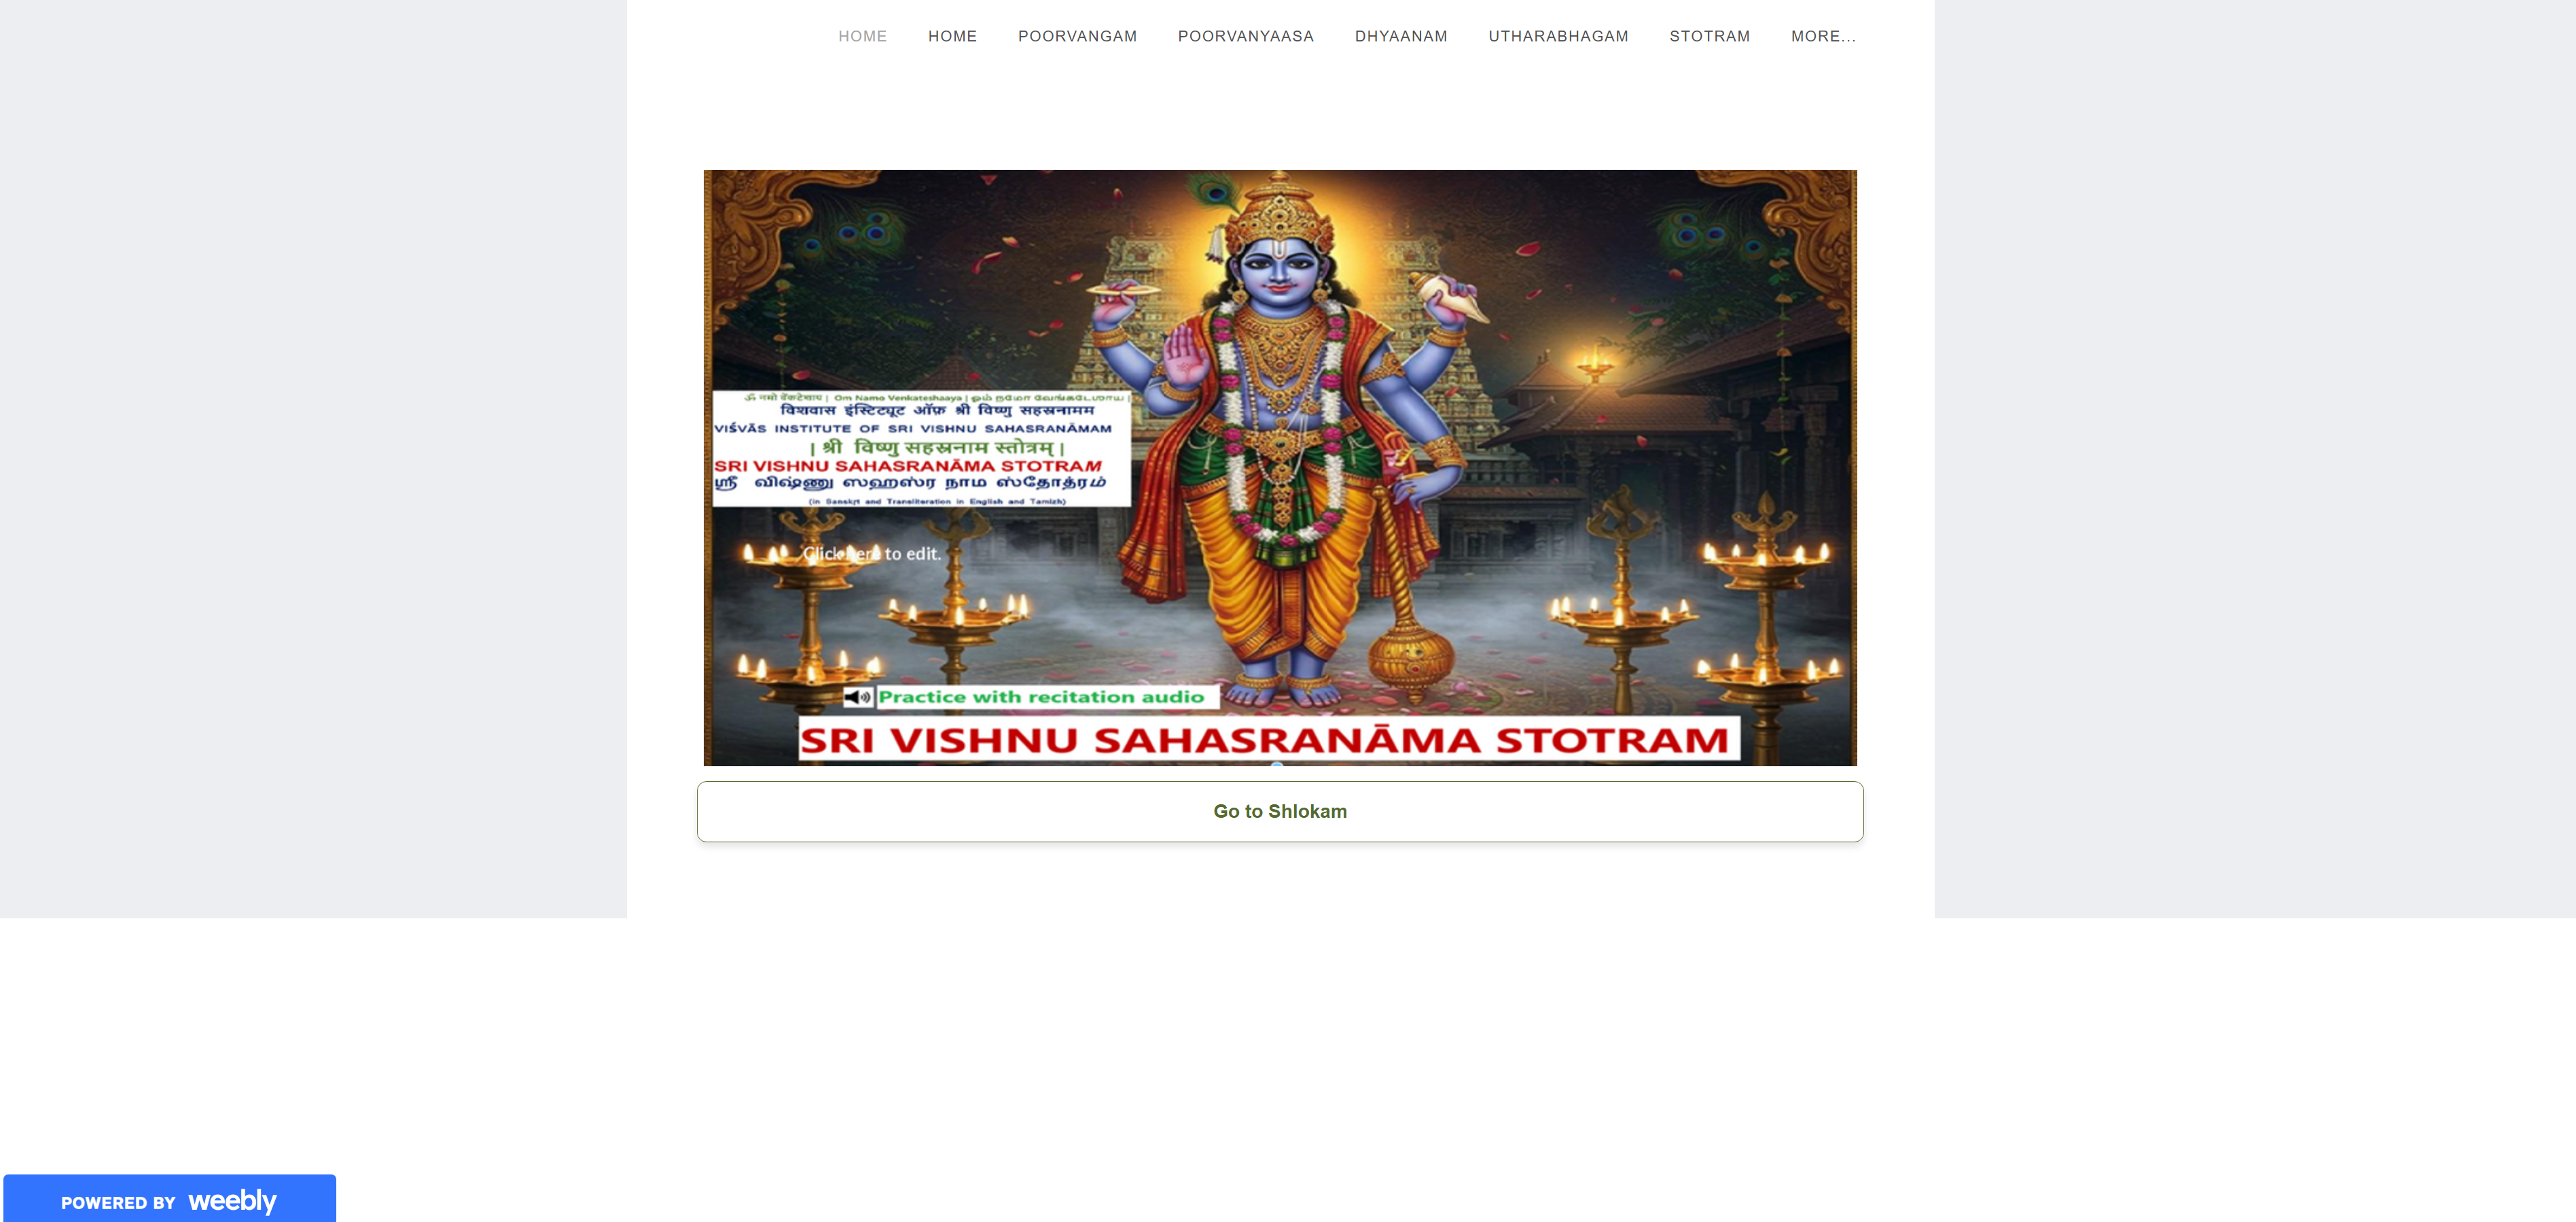 HOME HOME POORVANGAM POORVANYAASA DHYAANAM UTHARABHAGAM STOTRAM MORE...
ॐ नमो वेंकटेशाय | Om Namo Venkateshaaya | ஓம் நமோ வேங்கடேஶாய |
विशवास इंस्टिट्यूट ऑफ़ श्री विष्णु सहस्रनामम
VIŚVĀS INSTITUTE OF SRI VISHNU SAHASRANĀMAM
| श्री विष्णु सहस्रनाम स्तोत्रम् |
SRI VISHNU SAHASRANĀMA STOTRAM
ஸ்ரீ விஷ்ணு ஸஹஸ்ர நாம ஸ்தோத்ரம்
(in Sanskrt and Transliteration in English and Tamizh)
Click here to edit.
Practice with recitation audio
SRI VISHNU SAHASRANĀMA STOTRAM
Go to Shlokam
POWERED BY weebly